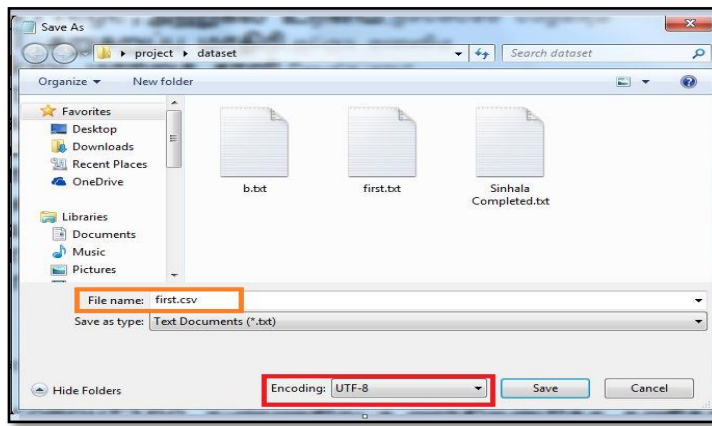 Save As
project ▸ dataset
Search dataset
Organize
New folder
Favorites
Desktop
Downloads
Recent Places
OneDrive
Libraries
Documents
Music
Pictures
b.txt
first.txt
Sinhala
Completed.txt
File name: first.csv
Save as type: Text Documents (*.txt)
Hide Folders
Encoding: UTF-8
Save
Cancel